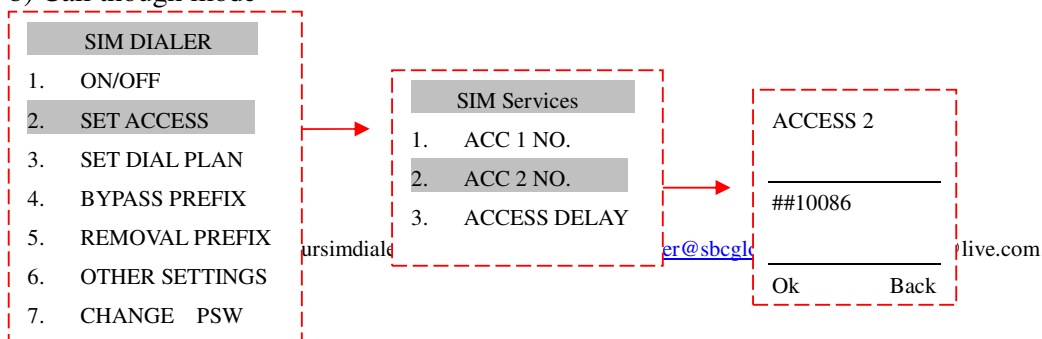 SIM DIALER
1. ON/OFF
2. SET ACCESS
3. SET DIAL PLAN
4. BYPASS PREFIX
5. REMOVAL PREFIX
6. OTHER SETTINGS
7. CHANGE PSW
SIM Services
1. ACC 1 NO.
2. ACC 2 NO.
3. ACCESS DELAY
ACCESS 2
##10086
Ok Back
live.com